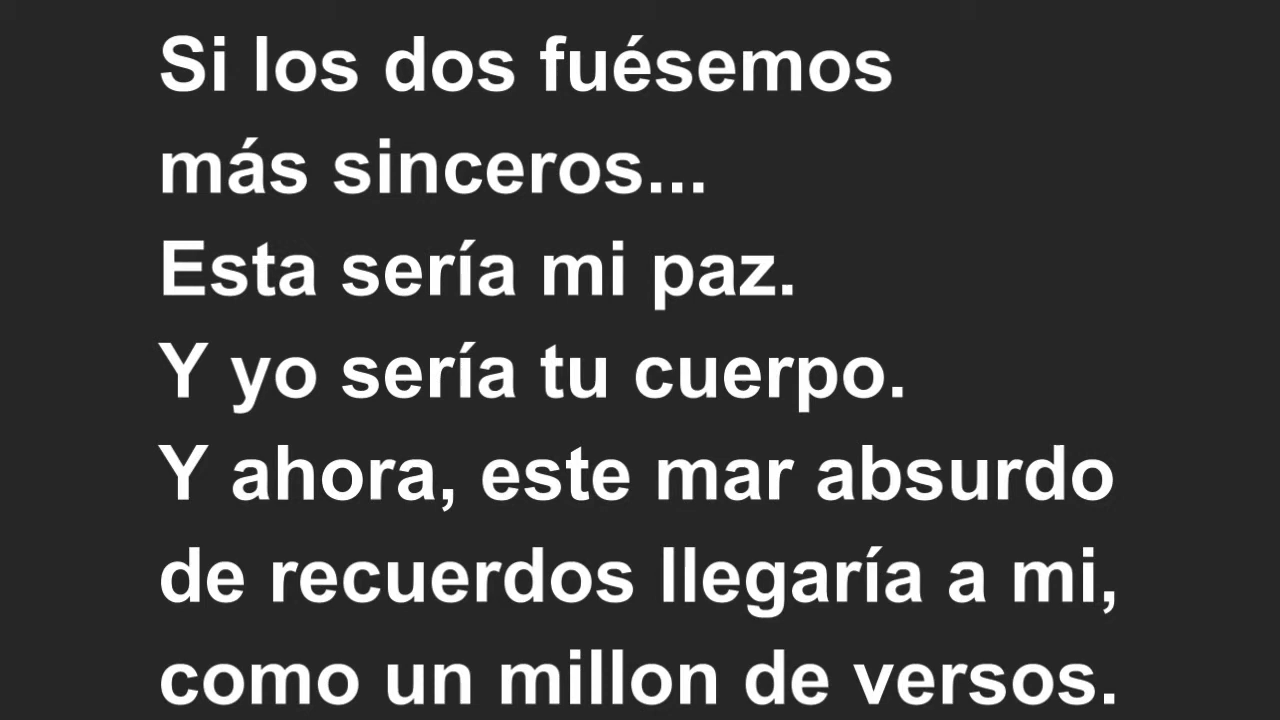 Si los dos fuésemos
más sinceros...
Esta sería mi paz.
Y yo sería tu cuerpo.
Y ahora, este mar absurdo
de recuerdos llegaría a mi,
como un millon de versos.